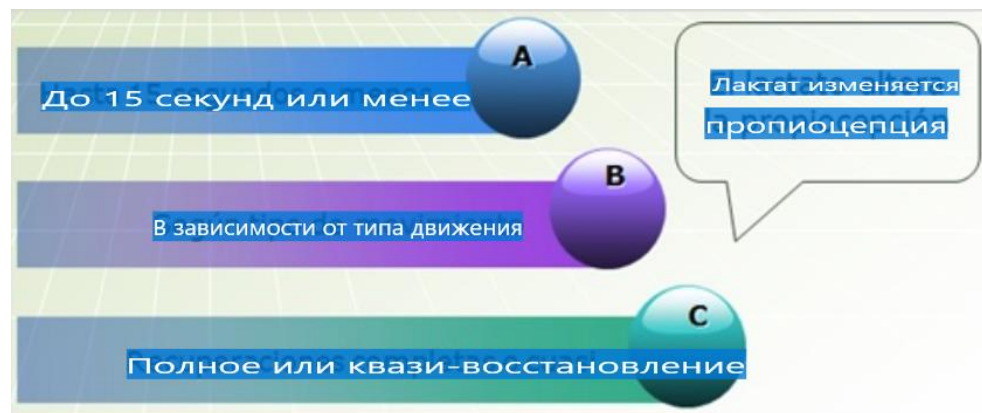 A
До 15 секунд или менее
Лактат изменяется
пропиоцепция
B
В зависимости от типа движения
C
Полное или квази-восстановление